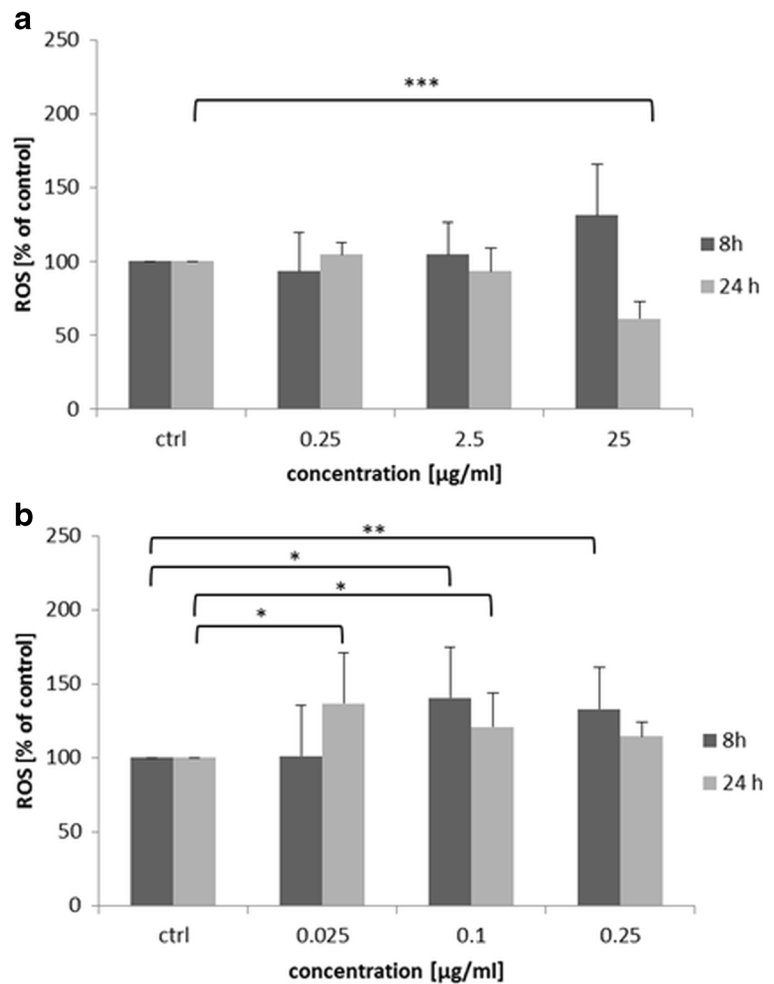 a
250
200
150
100
50
0
ROS [% of control]
***
8h
24 h
ctrl 0.25 2.5 25
concentration [µg/ml]
b
250
200
150
100
50
0
ROS [% of control]
**
*
*
*
8h
24 h
ctrl 0.025 0.1 0.25
concentration [µg/ml]